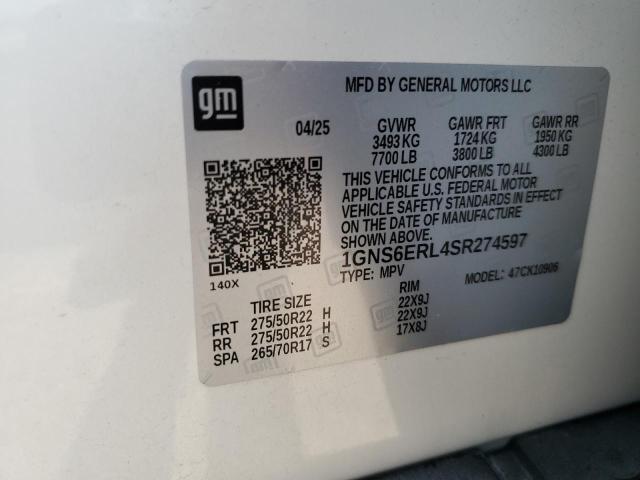 gm
MFD BY GENERAL MOTORS LLC
04/25 GVWR GAWR FRT GAWR RR
3493 KG 1724 KG 1950 KG
7700 LB 3800 LB 4300 LB
THIS VEHICLE CONFORMS TO ALL
APPLICABLE U.S. FEDERAL MOTOR
VEHICLE SAFETY STANDARDS IN EFFECT
ON THE DATE OF MANUFACTURE
SHOWN ABOVE.
1GNS6ERL4SR274597
TYPE: MPV MODEL: 47CK10906
140X
TIRE SIZE RIM
FRT 275/50R22 H 22X9J
RR 275/50R22 H 22X9J
SPA 265/70R17 S 17X8J